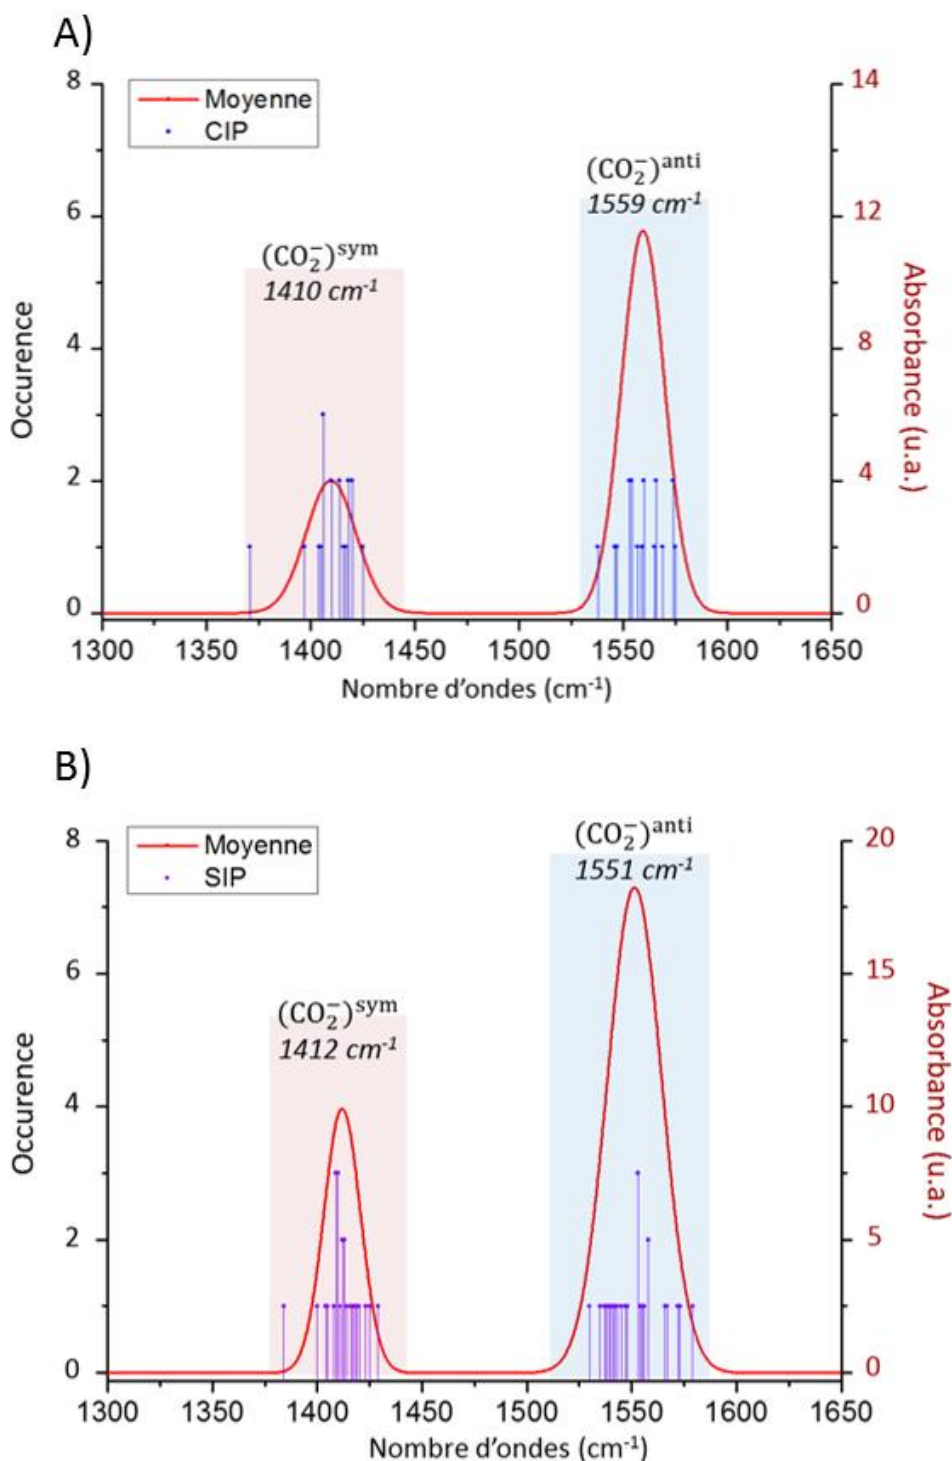 A)
8
14
Moyenne
CIP
(CO₂⁻)ᵃⁿᵗⁱ
1559 cm⁻¹
6
12
(CO₂⁻)ˢʸᵐ
1410 cm⁻¹
Occurence
Absorbance (u.a.)
4
8
2
4
0
0
1300 1350 1400 1450 1500 1550 1600 1650
Nombre d'ondes (cm⁻¹)
B)
8
20
Moyenne
SIP
(CO₂⁻)ᵃⁿᵗⁱ
1551 cm⁻¹
6
15
(CO₂⁻)ˢʸᵐ
1412 cm⁻¹
Occurence
Absorbance (u.a.)
4
10
2
5
0
0
1300 1350 1400 1450 1500 1550 1600 1650
Nombre d'ondes (cm⁻¹)